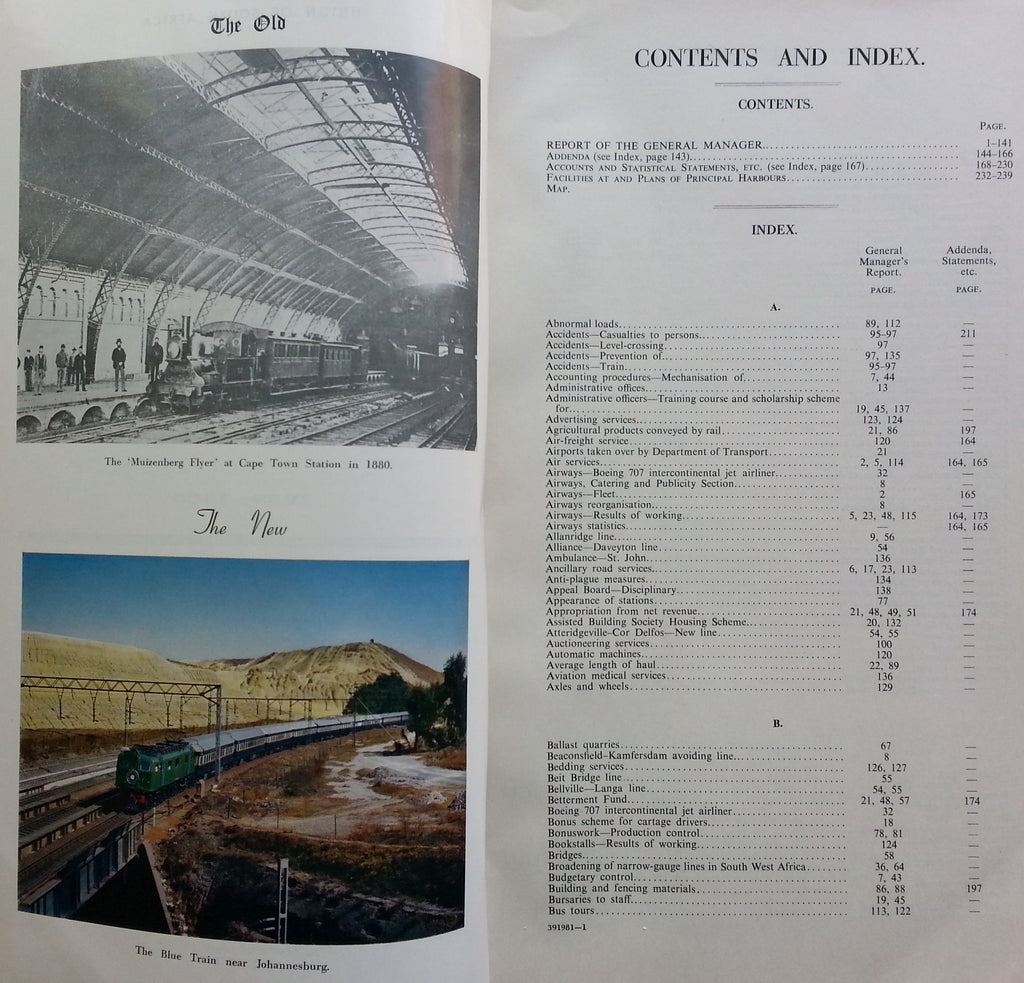 The Old
The 'Muizenberg Flyer' at Cape Town Station in 1880.
The New
The Blue Train near Johannesburg.
CONTENTS AND INDEX.
CONTENTS.
PAGE.
REPORT OF THE GENERAL MANAGER.......... 1–141
ADDENDA (see Index, page 143).......... 144–166
ACCOUNTS AND STATISTICAL STATEMENTS, ETC. (see Index, page 167).......... 168–230
FACILITIES AT AND PLANS OF PRINCIPAL HARBOURS.......... 232–239
MAP.
INDEX.
General Addenda,
Manager's Statements,
Report. etc.
PAGE. PAGE.
A.
Abnormal loads.......... 89, 112 —
Accidents—Casualties to persons.......... 95–97 211
Accidents—Level-crossing.......... 97 —
Accidents—Prevention of.......... 97, 135 —
Accidents—Train.......... 95–97 —
Accounting procedures—Mechanisation of.......... 7, 44 —
Administrative offices.......... 13 —
Administrative officers—Training course and scholarship scheme
for.......... 19, 45, 137 —
Advertising services.......... 123, 124 —
Agricultural products conveyed by rail.......... 21, 86 197
Air-freight service.......... 120 164
Airports taken over by Department of Transport.......... 21 —
Air services.......... 2, 5, 114 164, 165
Airways—Boeing 707 intercontinental jet airliner.......... 32 —
Airways, Catering and Publicity Section.......... 8 —
Airways—Fleet.......... 2 165
Airways reorganisation.......... 8 —
Airways—Results of working.......... 5, 23, 48, 115 164, 173
Airways statistics.......... — 164, 165
Allanridge line.......... 9, 56 —
Alliance—Daveyton line.......... 54 —
Ambulance—St. John.......... 136 —
Ancillary road services.......... 6, 17, 23, 113 —
Anti-plague measures.......... 134 —
Appeal Board—Disciplinary.......... 138 —
Appearance of stations.......... 77 —
Appropriation from net revenue.......... 21, 48, 49, 51 174
Assisted Building Society Housing Scheme.......... 20, 132 —
Atteridgeville–Cor Delfos—New line.......... 54, 55 —
Auctioneering services.......... 100 —
Automatic machines.......... 120 —
Average length of haul.......... 22, 89 —
Aviation medical services.......... 136 —
Axles and wheels.......... 129 —
B.
Ballast quarries.......... 67 —
Beaconsfield–Kamfersdam avoiding line.......... 8 —
Bedding services.......... 126, 127 —
Beit Bridge line.......... 55 —
Bellville—Langa line.......... 54, 55 —
Betterment Fund.......... 21, 48, 57 174
Boeing 707 intercontinental jet airliner.......... 32 —
Bonus scheme for cartage drivers.......... 18 —
Bonuswork—Production control.......... 78, 81 —
Bookstalls—Results of working.......... 124 —
Bridges.......... 58 —
Broadening of narrow-gauge lines in South West Africa.......... 36, 64 —
Budgetary control.......... 7, 43 —
Building and fencing materials.......... 86, 88 197
Bursaries to staff.......... 19, 45 —
Bus tours.......... 113, 122 —
391981—1